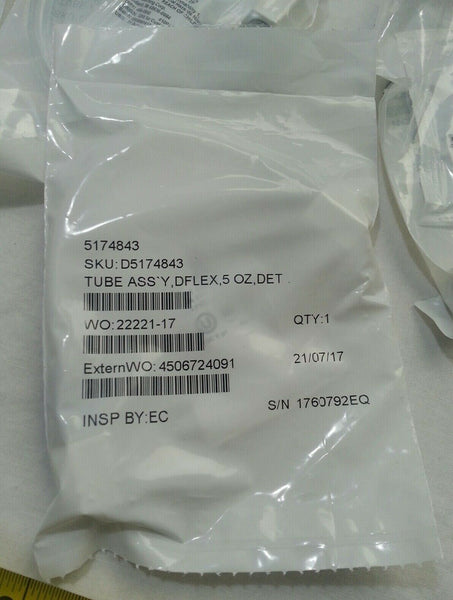 5174843
SKU:D5174843
TUBE ASS`Y,DFLEX,5 OZ,DET
WO:22221-17 QTY:1
ExternWO:4506724091 21/07/17
INSP BY:EC S/N 1760792EQ